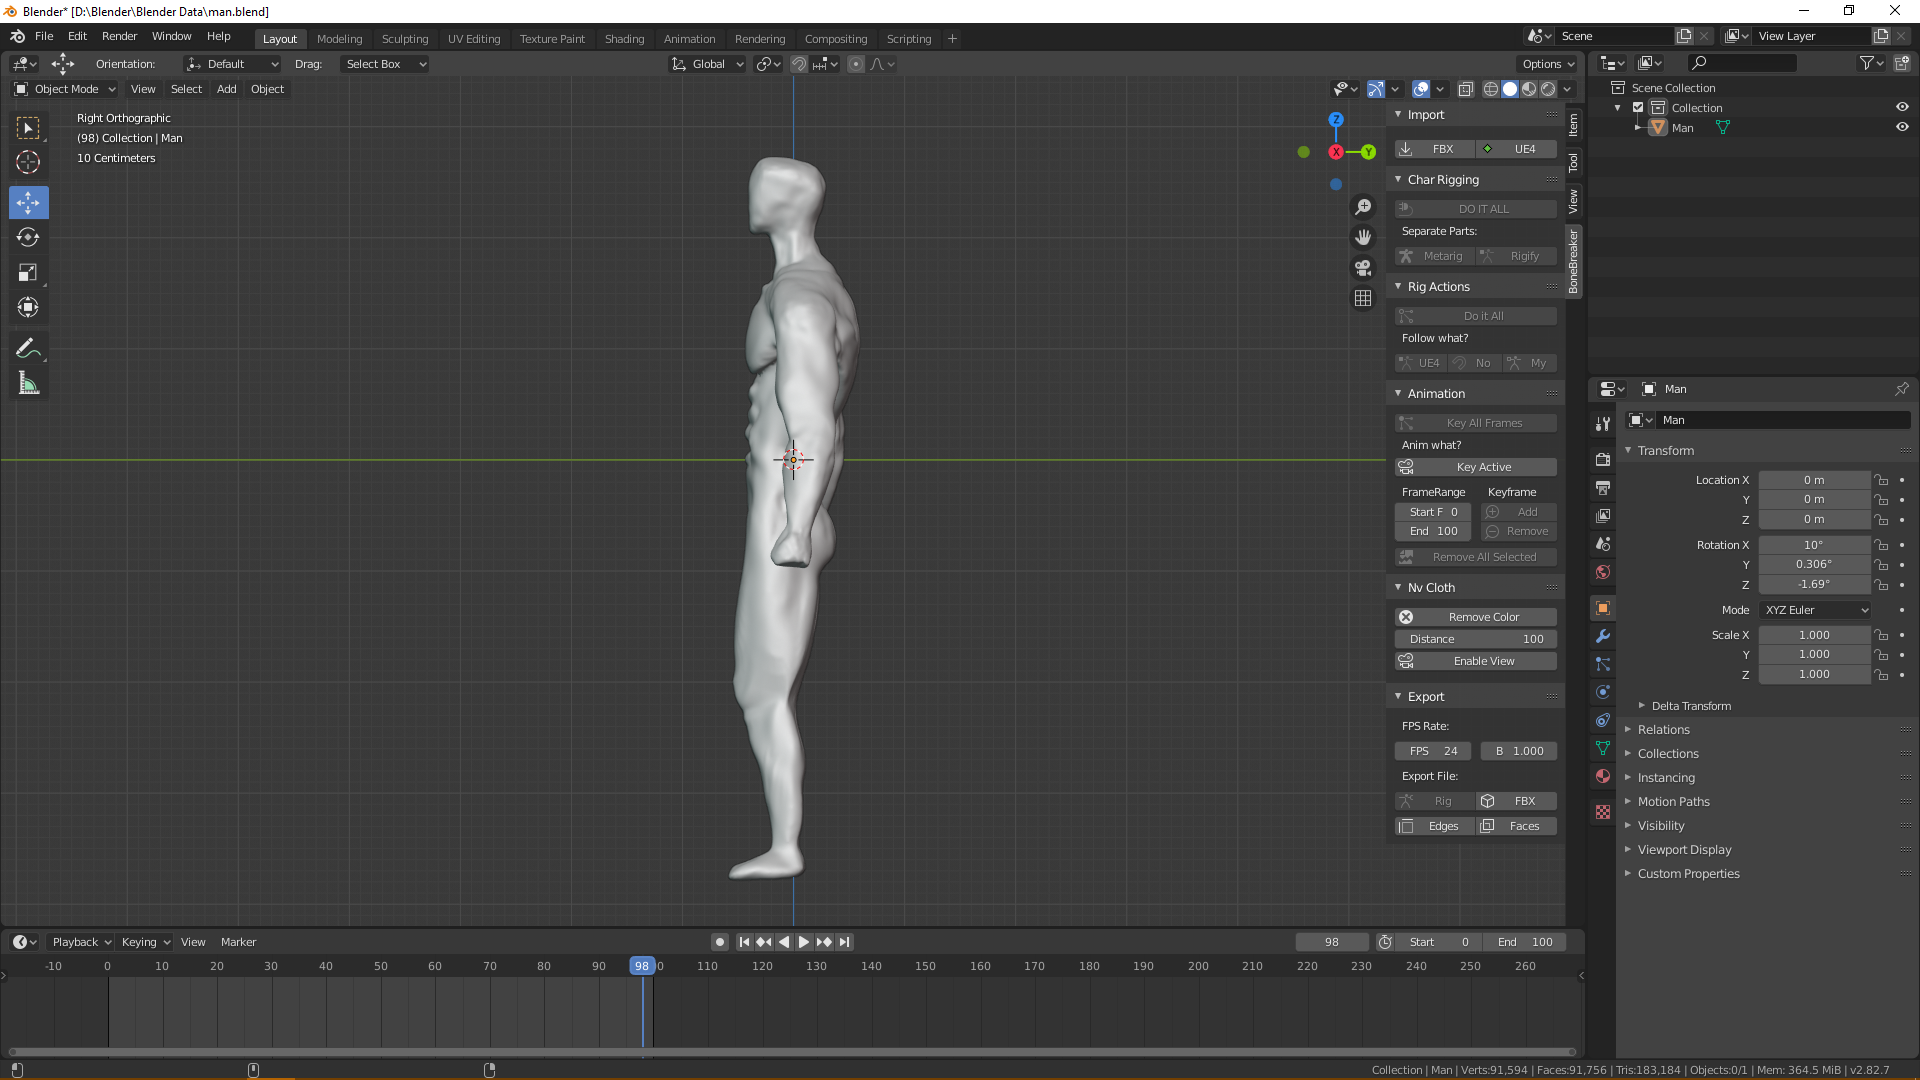 Blender* [D:\Blender\Blender Data\man.blend]
File Edit Render Window Help Layout Modeling Sculpting UV Editing Texture Paint Shading Animation Rendering Compositing Scripting + Scene View Layer
Orientation: Default Drag: Select Box Global Options
Object Mode View Select Add Object
Right Orthographic
(98) Collection | Man
10 Centimeters
Z
X
Y
Import
FBX UE4
Char Rigging
DO IT ALL
Separate Parts:
Metarig Rigify
Rig Actions
Do it All
Follow what?
UE4 No My
Animation
Key All Frames
Anim what?
Key Active
FrameRange Keyframe
Start F 0 Add
End 100 Remove
Remove All Selected
Nv Cloth
Remove Color
Distance 100
Enable View
Export
FPS Rate:
FPS 24 B 1.000
Export File:
Rig FBX
Edges Faces
Item
Tool
View
BoneBreaker
Scene Collection
Collection
Man
Man
Man
Transform
Location X 0 m
Y 0 m
Z 0 m
Rotation X 10°
Y 0.306°
Z -1.69°
Mode XYZ Euler
Scale X 1.000
Y 1.000
Z 1.000
Delta Transform
Relations
Collections
Instancing
Motion Paths
Visibility
Viewport Display
Custom Properties
Playback Keying View Marker 98 Start 0 End 100
-10 0 10 20 30 40 50 60 70 80 90 98 0 110 120 130 140 150 160 170 180 190 200 210 220 230 240 250 260
Collection | Man | Verts:91,594 | Faces:91,756 | Tris:183,184 | Objects:0/1 | Mem: 364.5 MiB | v2.82.7